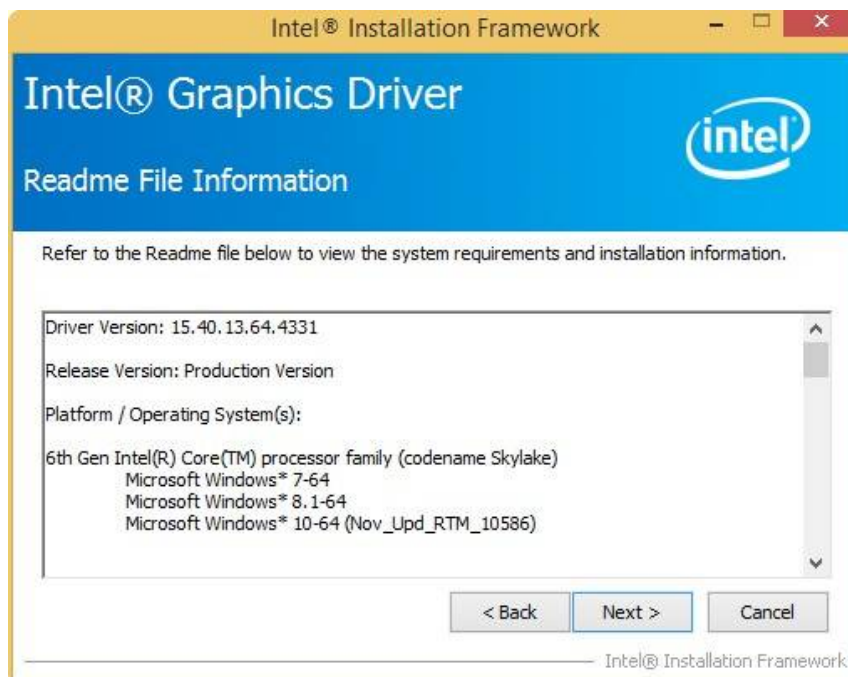 Intel® Installation Framework
Intel® Graphics Driver
intel
Readme File Information
Refer to the Readme file below to view the system requirements and installation information.
Driver Version: 15.40.13.64.4331
Release Version: Production Version
Platform / Operating System(s):
6th Gen Intel(R) Core(TM) processor family (codename Skylake)
Microsoft Windows* 7-64
Microsoft Windows* 8.1-64
Microsoft Windows* 10-64 (Nov_Upd_RTM_10586)
< Back Next > Cancel
Intel® Installation Framework